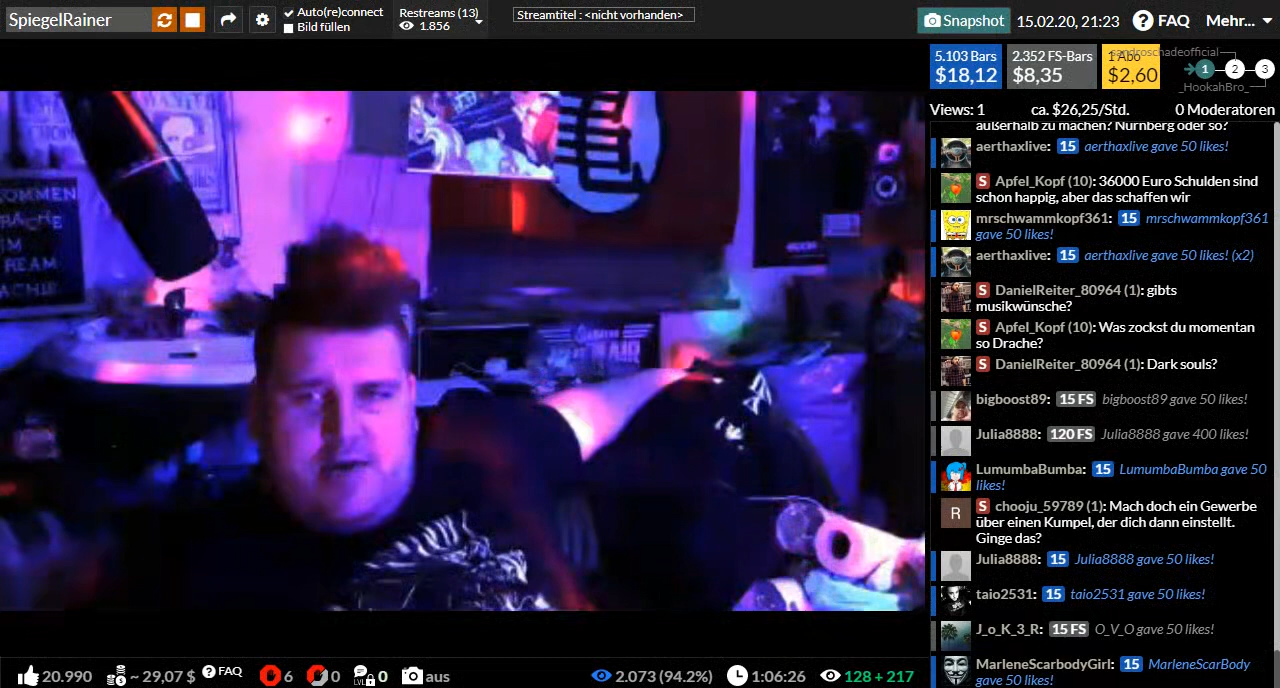 SpiegelRainer
Auto(re)connect
Bild füllen
Restreams (13)
1.856
Streamtitel : <nicht vorhanden>
Snapshot
15.02.20, 21:23
FAQ
Mehr...
5.103 Bars
$18,12
2.352 FS-Bars
$8,35
1 Abo
$2,60
sandroschadeofficial
1 2 3
_HookahBro_
Views: 1
ca. $26,25/Std.
0 Moderatoren
außerhalb zu machen? Nürnberg oder so?
aerthaxlive: 15 aerthaxlive gave 50 likes!
S Apfel_Kopf (10): 36000 Euro Schulden sind
schon happig, aber das schaffen wir
mrschwammkopf361: 15 mrschwammkopf361
gave 50 likes!
aerthaxlive: 15 aerthaxlive gave 50 likes! (x2)
S DanielReiter_80964 (1): gibts
musikwünsche?
S Apfel_Kopf (10): Was zockst du momentan
so Drache?
S DanielReiter_80964 (1): Dark souls?
bigboost89: 15 FS bigboost89 gave 50 likes!
Julia8888: 120 FS Julia8888 gave 400 likes!
LumumbaBumba: 15 LumumbaBumba gave 50
likes!
R
S chooju_59789 (1): Mach doch ein Gewerbe
über einen Kumpel, der dich dann einstellt.
Ginge das?
Julia8888: 15 Julia8888 gave 50 likes!
taio2531: 15 taio2531 gave 50 likes!
J_o_K_3_R: 15 FS O_V_O gave 50 likes!
MarleneScarbodyGirl: 15 MarleneScarBody
gave 50 likes!
OMMEN
REAM
20.990
~ 29,07 $
FAQ
6
0
LVL
0
aus
2.073 (94.2%)
1:06:26
128 + 217